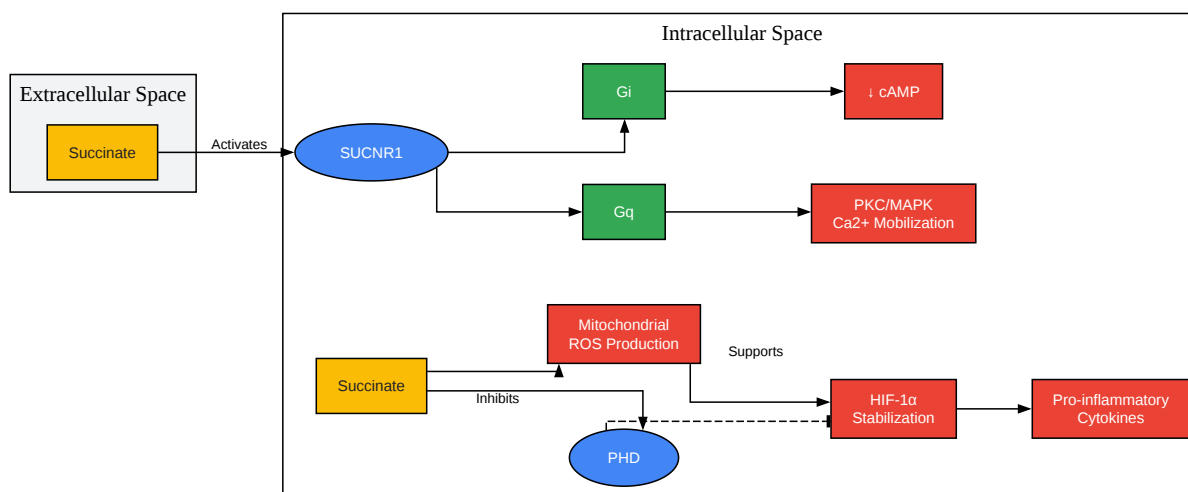 Intracellular Space
Extracellular Space
Succinate
Activates
SUCNR1
Gi
↓ cAMP
Gq
PKC/MAPK
Ca2+ Mobilization
Mitochondrial
ROS Production
Supports
Succinate
Inhibits
PHD
HIF-1α
Stabilization
Pro-inflammatory
Cytokines